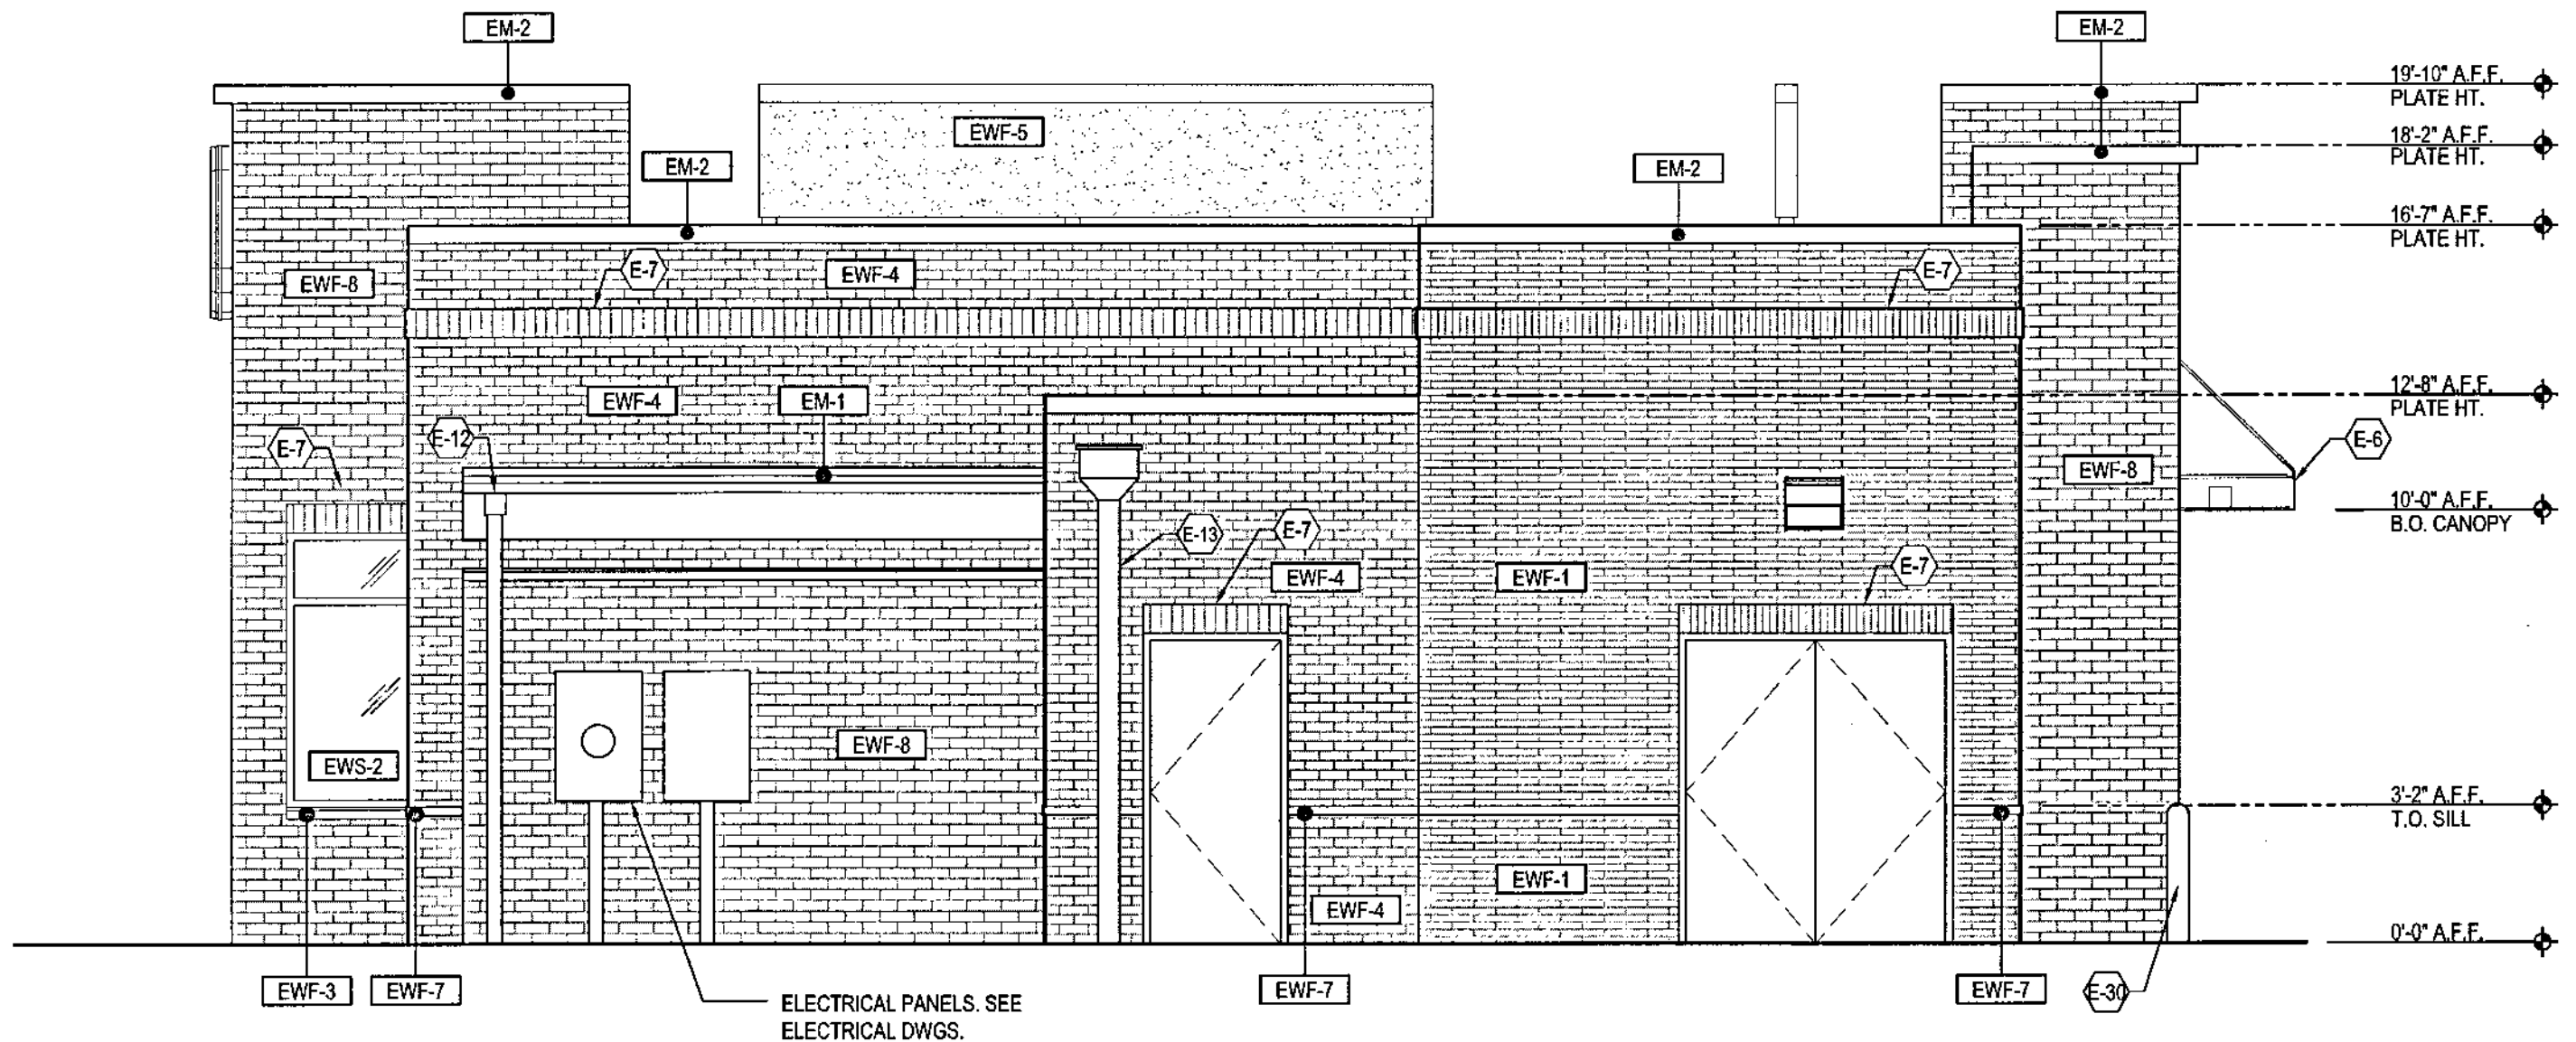 EM-2
EM-2
19'-10" A.F.F.
PLATE HT.
EWF-5
18'-2" A.F.F.
PLATE HT.
EM-2
EM-2
16'-7" A.F.F.
PLATE HT.
EWF-8
E-7
EWF-4
E-7
EWF-4
EM-1
12'-8" A.F.F.
PLATE HT.
E-7
E-12
E-6
EWF-8
10'-0" A.F.F.
B.O. CANOPY
E-13
E-7
EWF-4
EWF-1
E-7
EWS-2
EWF-8
3'-2" A.F.F.
T.O. SILL
EWF-4
EWF-1
0'-0" A.F.F.
EWF-3
EWF-7
EWF-7
EWF-7
E-30
ELECTRICAL PANELS. SEE
ELECTRICAL DWGS.